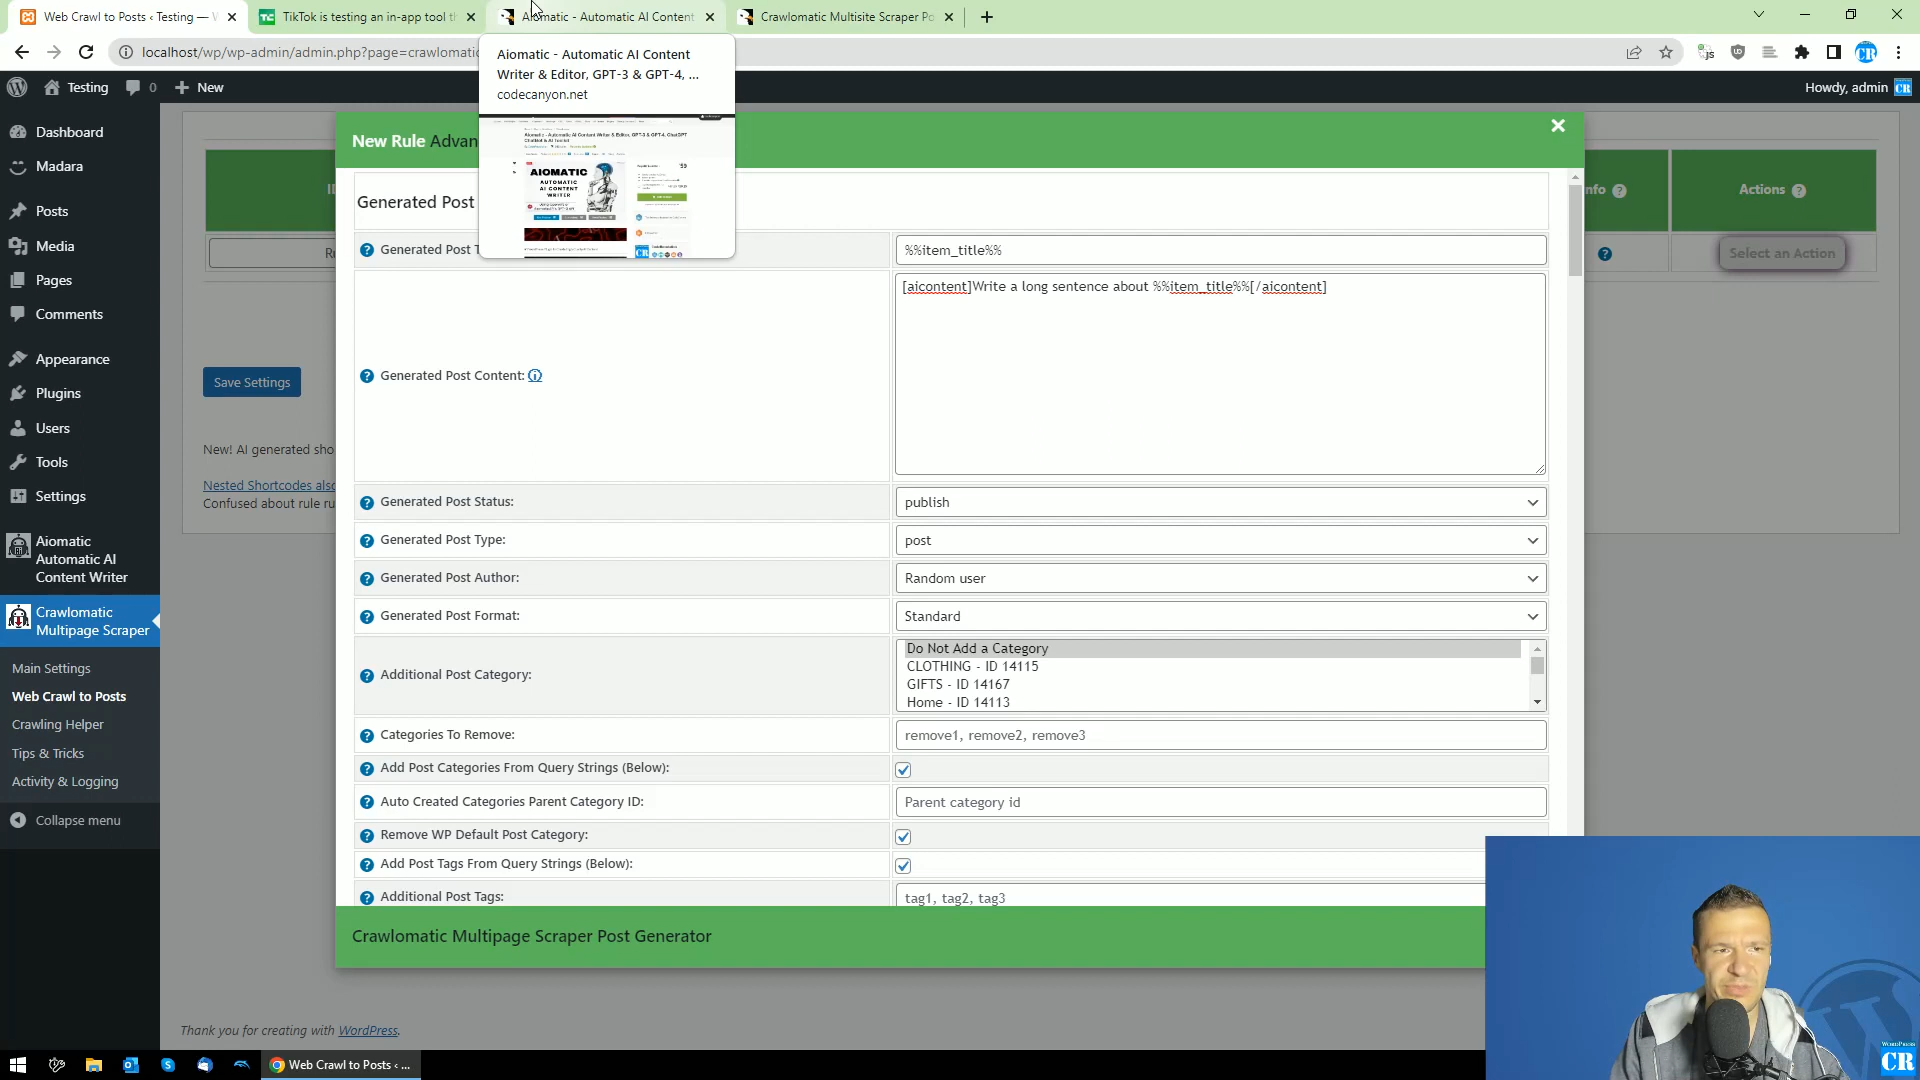 Web Crawl to Posts ‹ Testing — W
TikTok is testing an in-app tool th
Aiomatic - Automatic AI Content
Crawlomatic Multisite Scraper Po
localhost/wp/wp-admin/admin.php?page=crawlomatic
Aiomatic - Automatic AI Content
Writer & Editor, GPT-3 & GPT-4, ...
codecanyon.net
AIOMATIC
AUTOMATIC
AI CONTENT
WRITER
Testing
0
New
Howdy, admin
Dashboard
Madara
Posts
Media
Pages
Comments
Appearance
Plugins
Users
Tools
Settings
Aiomatic
Automatic AI
Content Writer
Crawlomatic
Multipage Scraper
Main Settings
Web Crawl to Posts
Crawling Helper
Tips & Tricks
Activity & Logging
Collapse menu
Save Settings
New! AI generated sho
Nested Shortcodes also
Confused about rule ru
nfo
Actions
Select an Action
New Rule Advan
Generated Post
Generated Post T
%%item_title%%
Generated Post Content:
[aicontent]Write a long sentence about %%item_title%%[/aicontent]
Generated Post Status:
publish
Generated Post Type:
post
Generated Post Author:
Random user
Generated Post Format:
Standard
Additional Post Category:
Do Not Add a Category
CLOTHING - ID 14115
GIFTS - ID 14167
Home - ID 14113
Categories To Remove:
remove1, remove2, remove3
Add Post Categories From Query Strings (Below):
Auto Created Categories Parent Category ID:
Parent category id
Remove WP Default Post Category:
Add Post Tags From Query Strings (Below):
Additional Post Tags:
tag1, tag2, tag3
Crawlomatic Multipage Scraper Post Generator
Thank you for creating with WordPress.
Web Crawl to Posts ‹ ...
WORDPRESS
CR